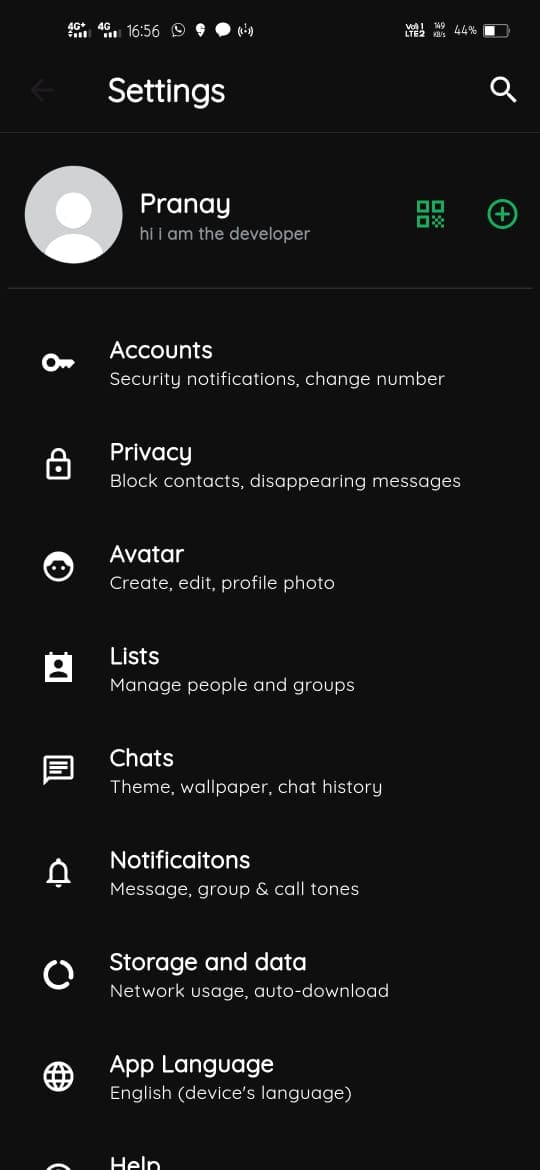 4G+ 4G 16:56 Vo) 1 LTE2 149 KB/s 44%
Settings
Pranay
hi i am the developer
Accounts
Security notifications, change number
Privacy
Block contacts, disappearing messages
Avatar
Create, edit, profile photo
Lists
Manage people and groups
Chats
Theme, wallpaper, chat history
Notificaitons
Message, group & call tones
Storage and data
Network usage, auto-download
App Language
English (device's language)
Help